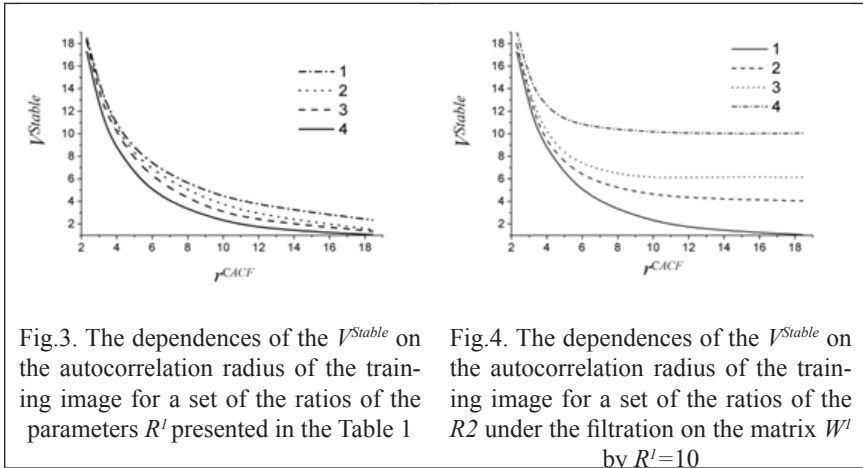 18
16
14
12
10
8
6
4
2
V^Stable
1
2
3
4
2 4 6 8 10 12 14 16 18
r^CACF
Fig.3. The dependences of the V^Stable on
the autocorrelation radius of the train-
ing image for a set of the ratios of the
parameters R^1 presented in the Table 1
18
16
14
12
10
8
6
4
2
V^Stable
1
2
3
4
2 4 6 8 10 12 14 16 18
r^CACF
Fig.4. The dependences of the V^Stable on
the autocorrelation radius of the train-
ing image for a set of the ratios of the
R2 under the filtration on the matrix W^1
by R^1=10